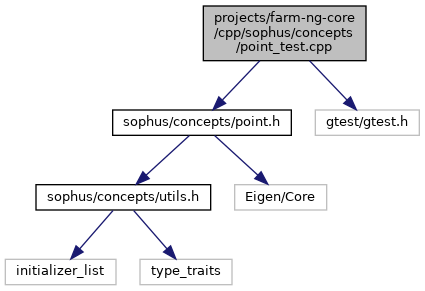 projects/farm-ng-core
/cpp/sophus/concepts
/point_test.cpp
sophus/concepts/point.h
gtest/gtest.h
sophus/concepts/utils.h
Eigen/Core
initializer_list
type_traits